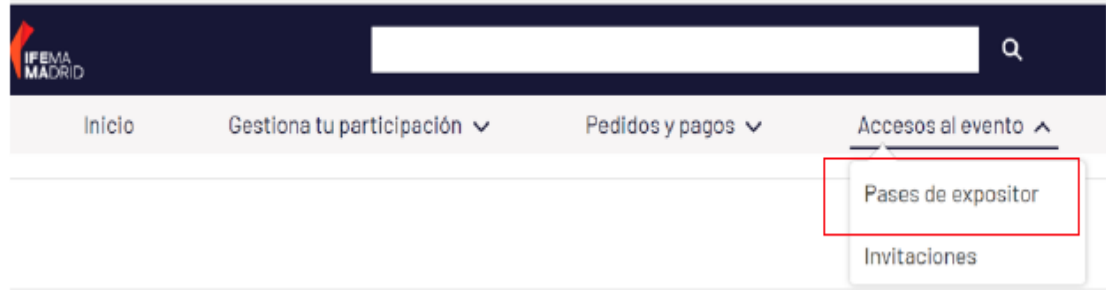 IFEMA
MADRID
Inicio Gestiona tu participación Pedidos y pagos Accesos al evento
Pases de expositor
Invitaciones